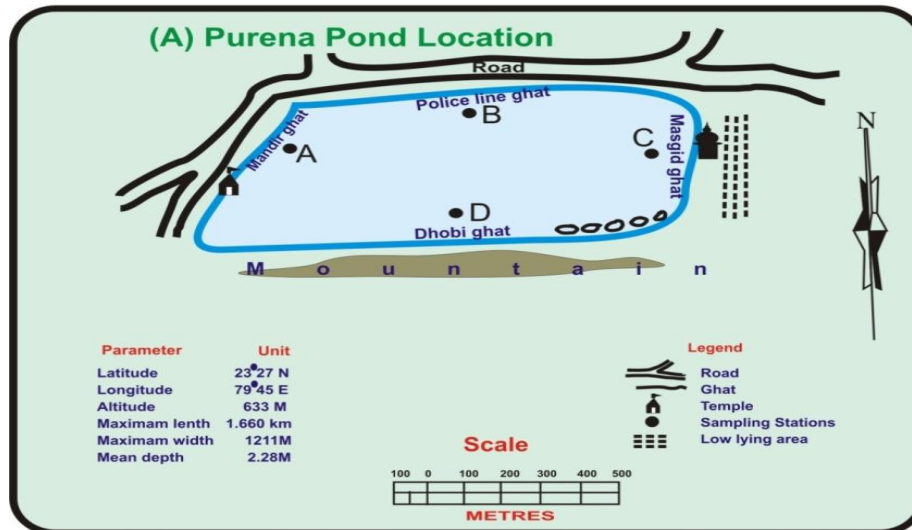 (A) Purena Pond Location
Road
Police line ghat
B
Mandir ghat
A
C
Masgid ghat
N
D
Dhobi ghat
M o u n t a i n
Parameter Unit
Latitude 23°27 N
Longitude 79°45 E
Altitude 633 M
Maximam lenth 1.660 km
Maximam width 1211M
Mean depth 2.28M
Legend
Road
Ghat
Temple
Sampling Stations
Low lying area
Scale
100 0 100 200 300 400 500
METRES